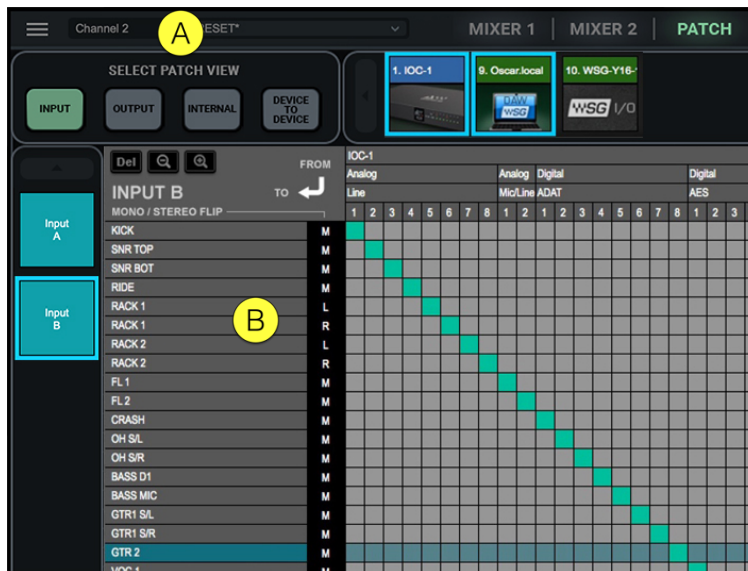 Channel 2
A
ESET*
MIXER 1
MIXER 2
PATCH
SELECT PATCH VIEW
INPUT
OUTPUT
INTERNAL
DEVICE
TO
DEVICE
1. IOC-1
9. Oscar.local
10. WSG-Y16-
DAW
WSG
WSG I/O
Input
A
Input
B
Del
FROM
INPUT B
TO
MONO / STEREO FLIP
IOC-1
Analog Analog Digital Digital
Line Mic/Line ADAT AES
1 2 3 4 5 6 7 8 1 2 1 2 3 4 5 6 7 8 1 2 3
KICK M
SNR TOP M
SNR BOT M
RIDE M
RACK 1 L
RACK 1 R
B
RACK 2 L
RACK 2 R
FL 1 M
FL 2 M
CRASH M
OH S/L M
OH S/R M
BASS D1 M
BASS MIC M
GTR1 S/L M
GTR1 S/R M
GTR 2 M
VOC 1 M